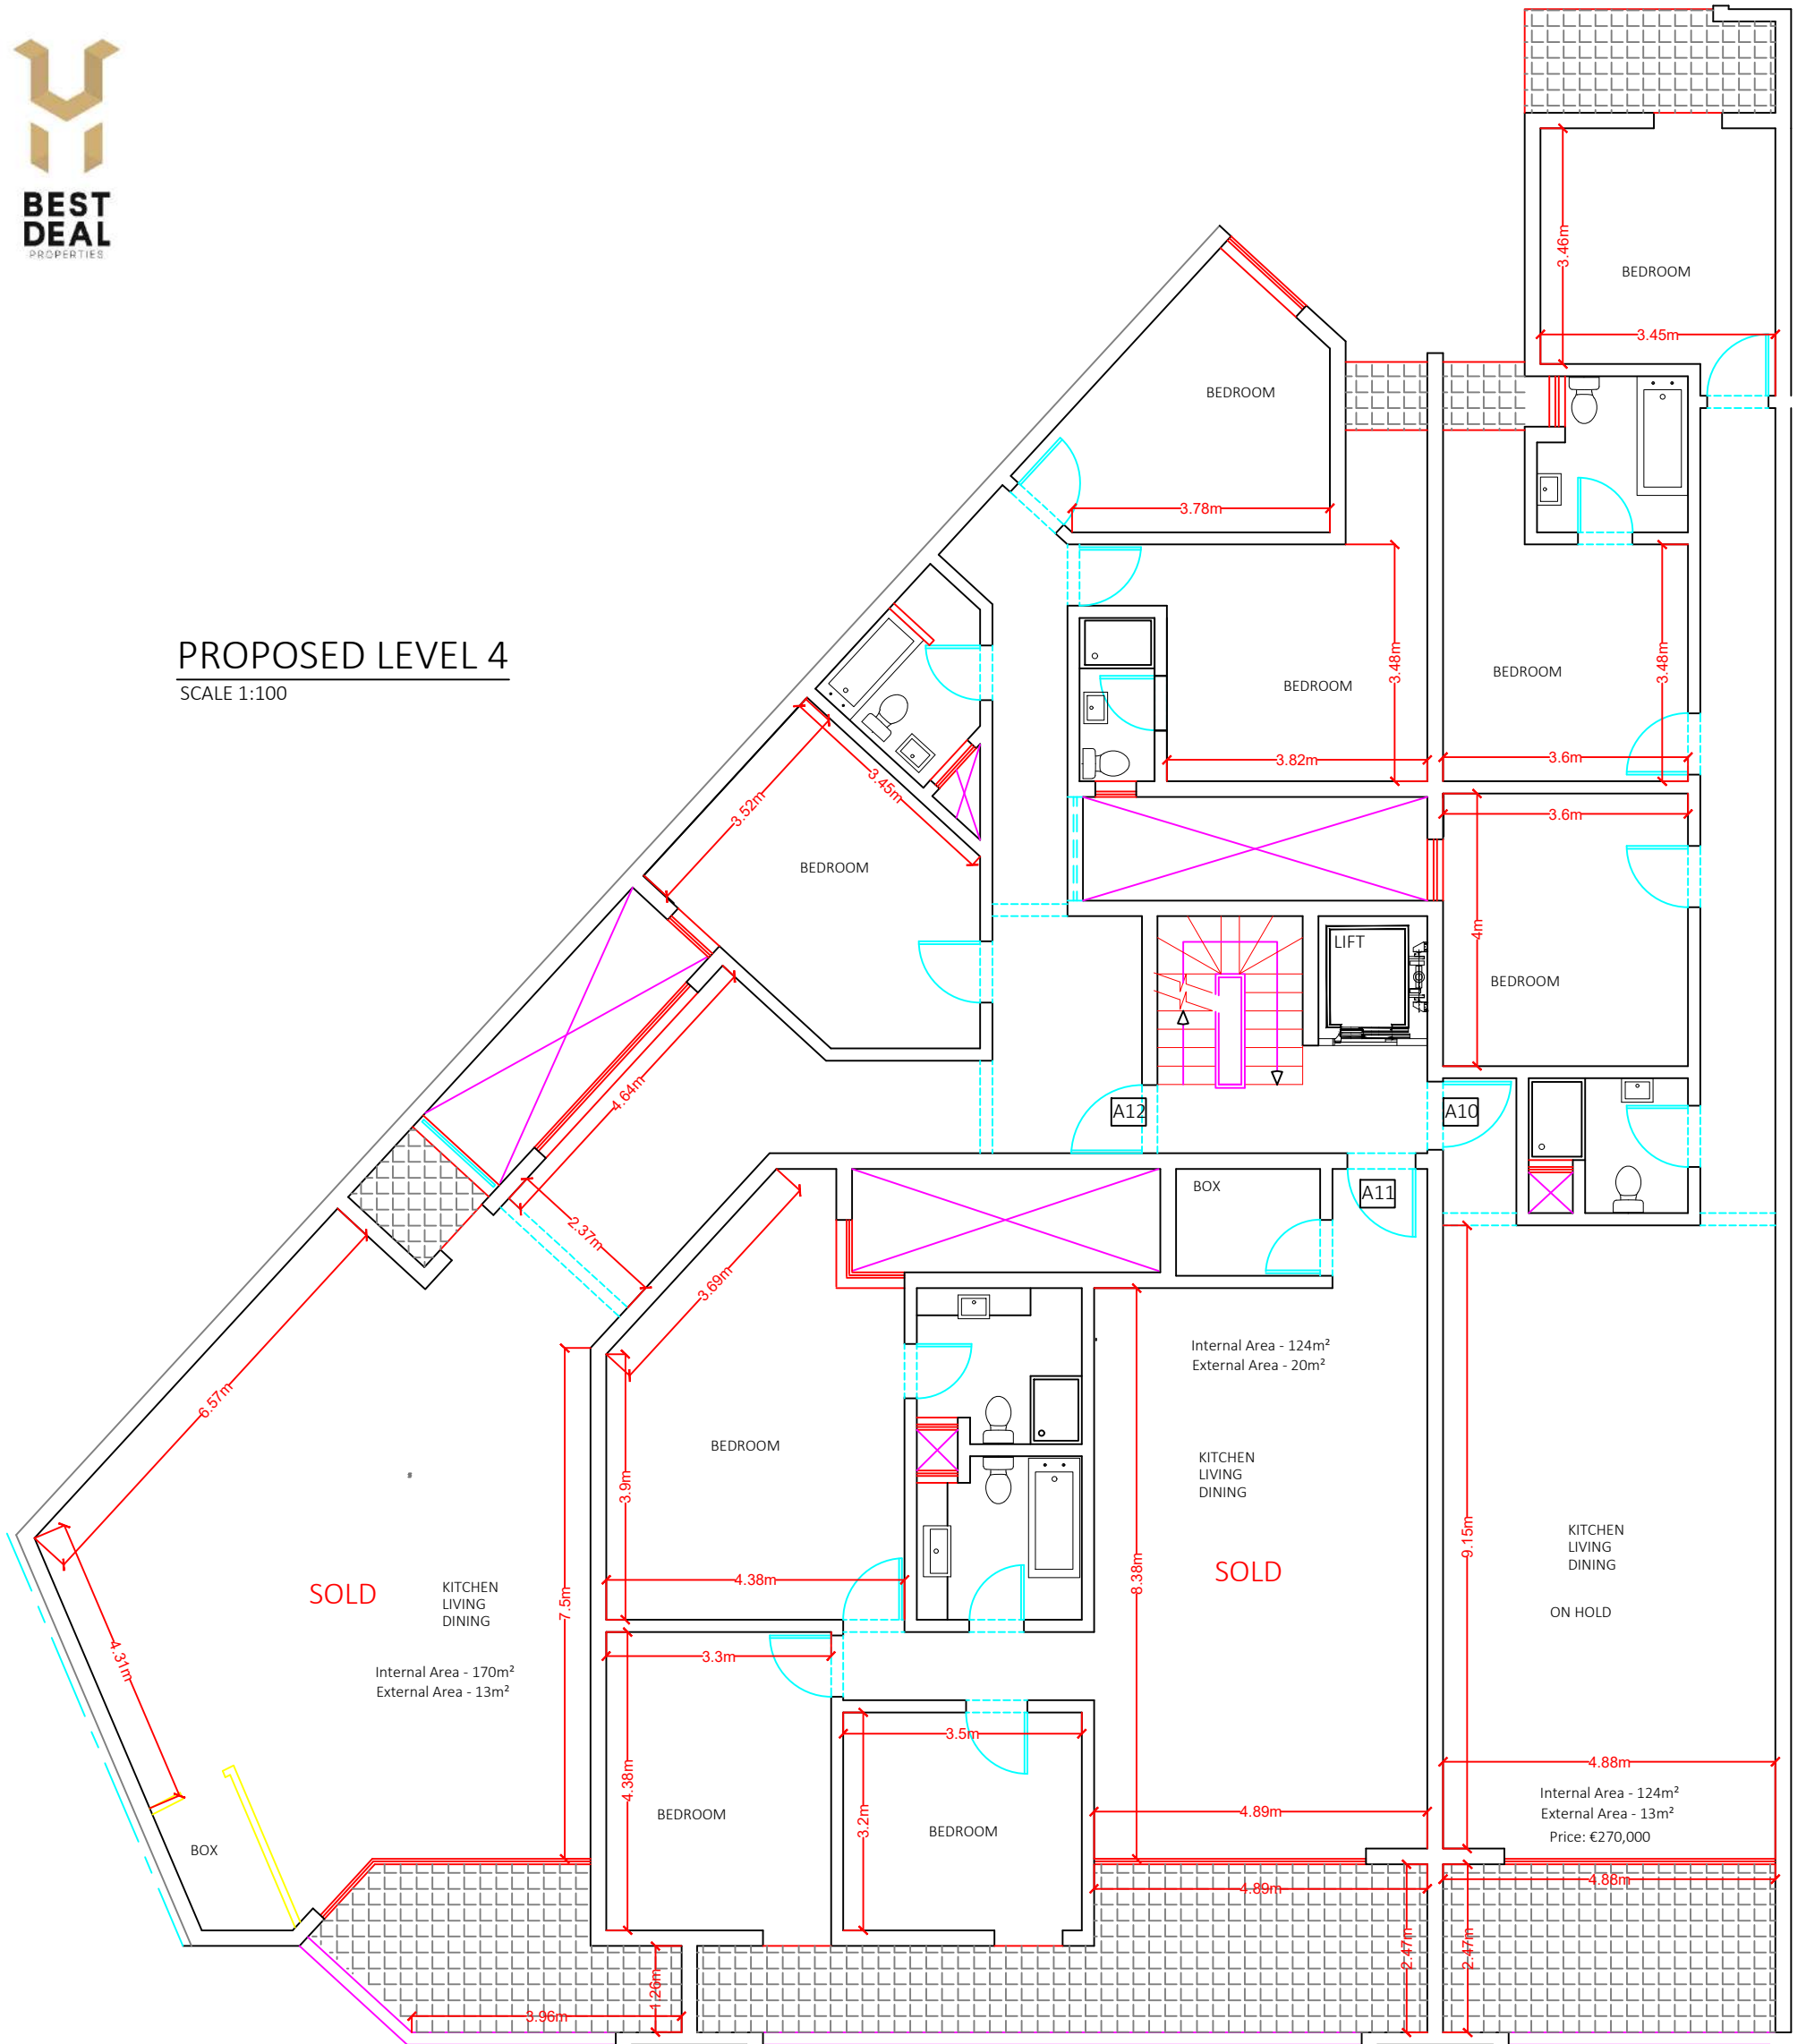 BEST
DEAL
PROPERTIES
PROPOSED LEVEL 4
SCALE 1:100
3.46m
BEDROOM
3.45m
BEDROOM
3.78m
3.48m
BEDROOM
3.82m
BEDROOM
3.48m
3.6m
3.52m
3.45m
BEDROOM
3.6m
4m
BEDROOM
LIFT
4.64m
A12
A10
2.37m
3.69m
BOX
A11
6.57m
Internal Area - 124m²
External Area - 20m²
BEDROOM
3.9m
KITCHEN
LIVING
DINING
9.15m
KITCHEN
LIVING
DINING
SOLD
KITCHEN
LIVING
DINING
7.5m
4.38m
8.38m
SOLD
ON HOLD
4.31m
Internal Area - 170m²
External Area - 13m²
3.3m
3.5m
4.38m
BEDROOM
3.2m
BEDROOM
4.89m
4.88m
Internal Area - 124m²
External Area - 13m²
Price: €270,000
BOX
4.89m
4.88m
2.47m
2.47m
1.26m
3.96m